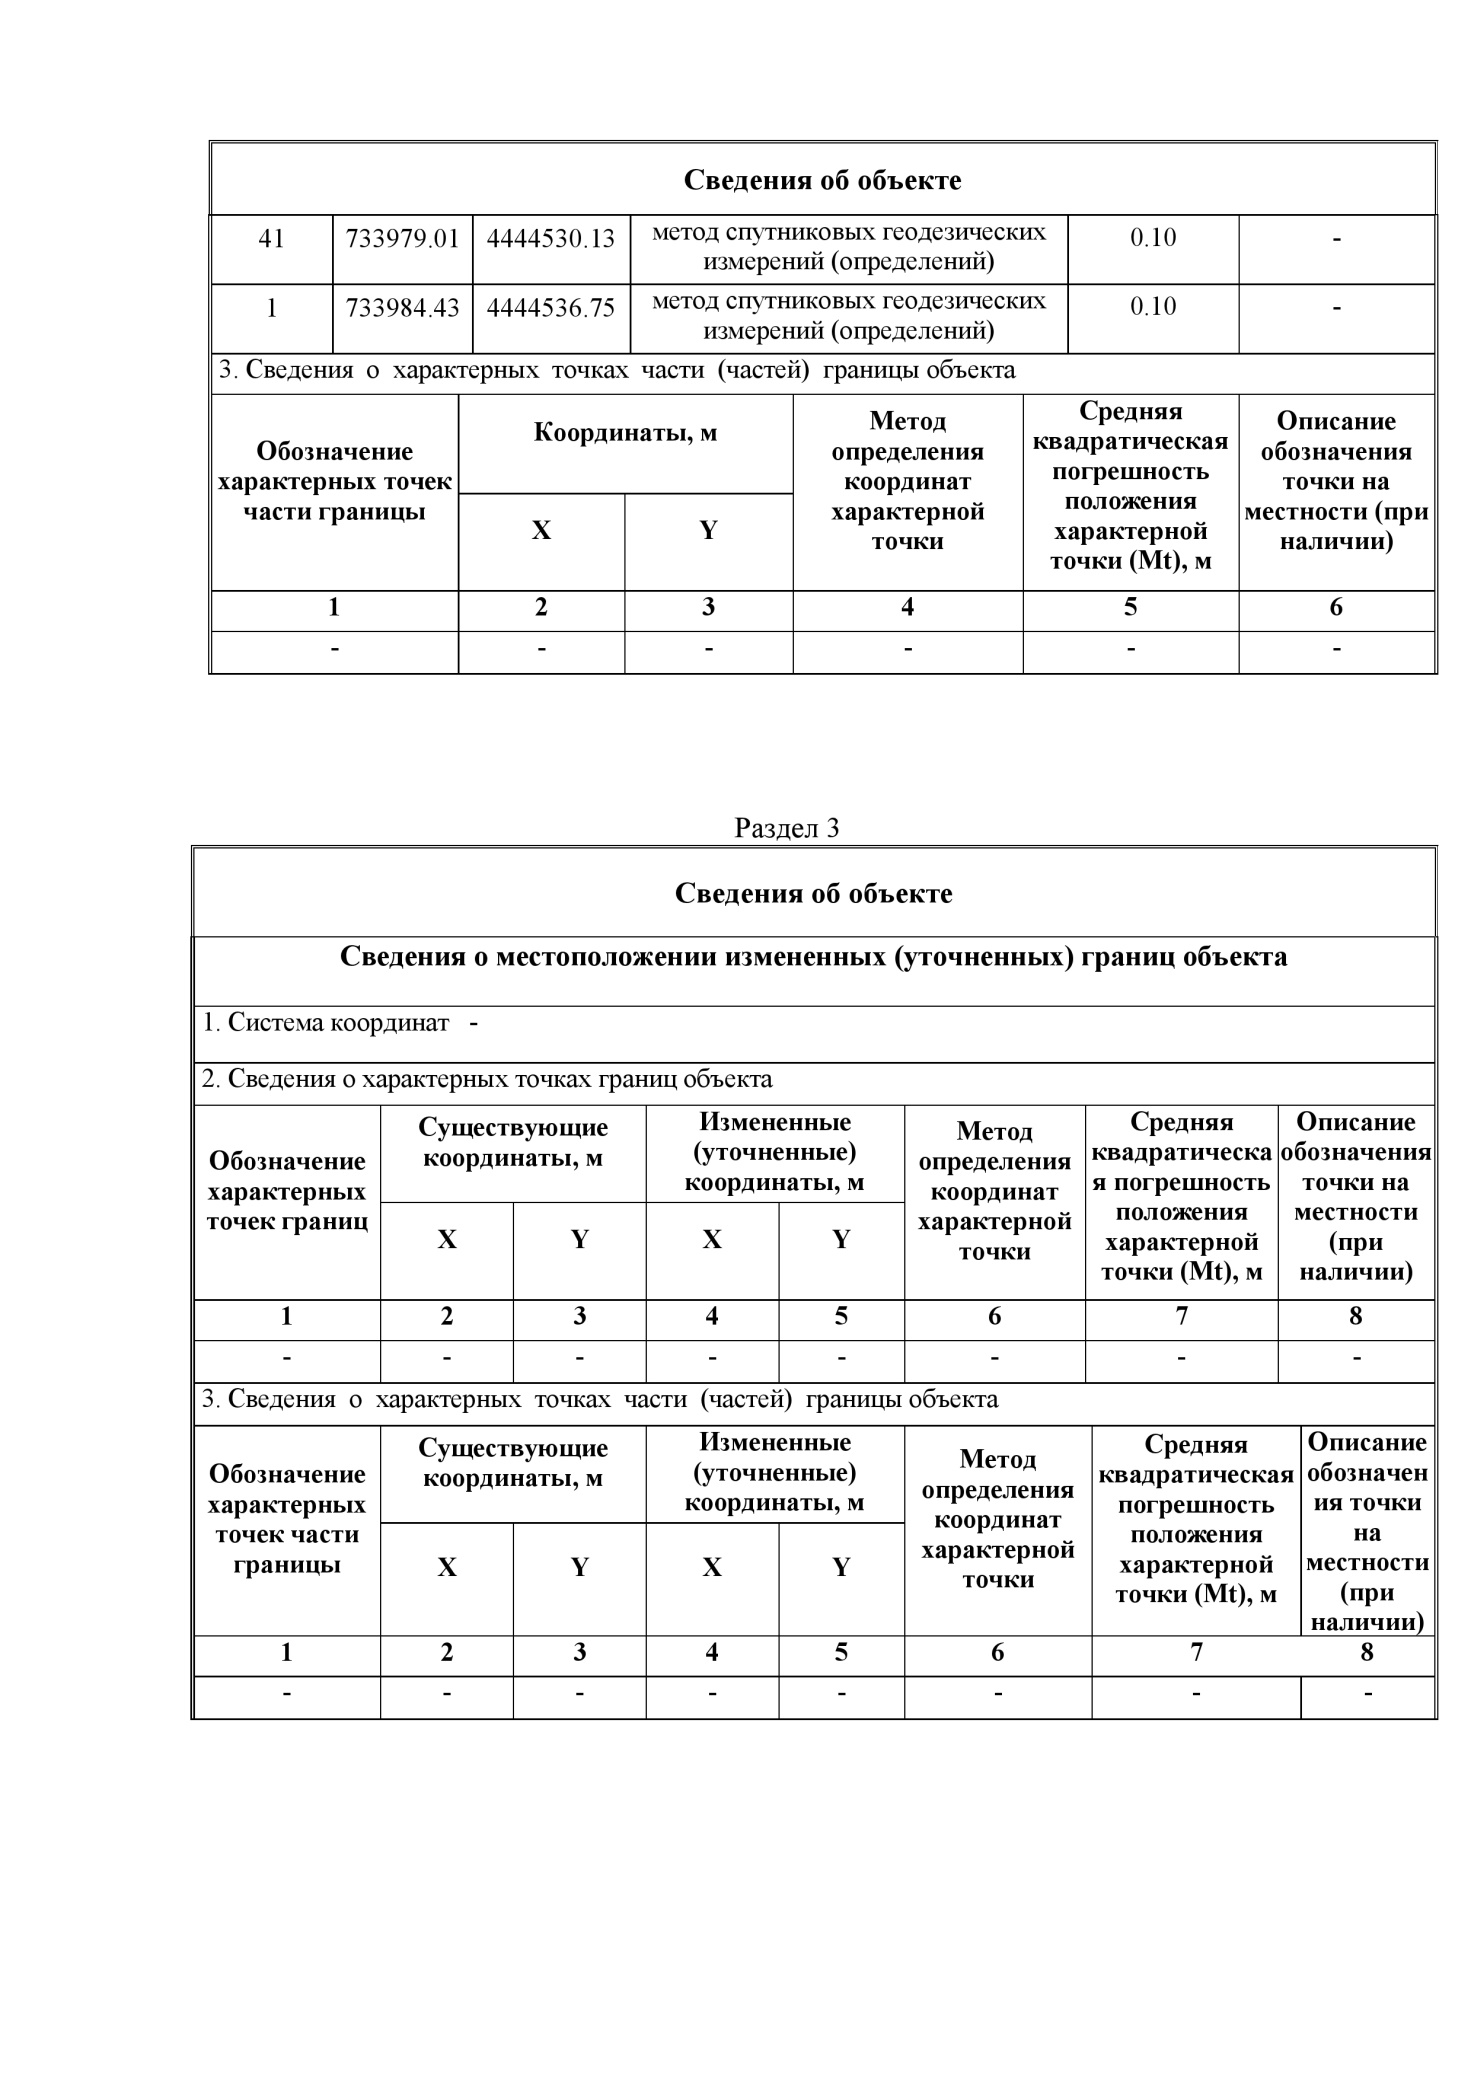 Сведения об объекте
41 733979.01 4444530.13 метод спутниковых геодезических измерений (определений) 0.10 -
1 733984.43 4444536.75 метод спутниковых геодезических измерений (определений) 0.10 -
3. Сведения о характерных точках части (частей) границы объекта
Обозначение
характерных точек
части границы
Координаты, м
X Y
Метод
определения
координат
характерной
точки
Средняя
квадратическая
погрешность
положения
характерной
точки (Mt), м
Описание
обозначения
точки на
местности (при
наличии)
1 2 3 4 5 6
- - - - - -
Раздел 3
Сведения об объекте
Сведения о местоположении измененных (уточненных) границ объекта
1. Система координат -
2. Сведения о характерных точках границ объекта
Обозначение
характерных
точек границ
Существующие
координаты, м
X Y
Измененные
(уточненные)
координаты, м
X Y
Метод
определения
координат
характерной
точки
Средняя
квадратическа
я погрешность
положения
характерной
точки (Mt), м
Описание
обозначения
точки на
местности
(при
наличии)
1 2 3 4 5 6 7 8
- - - - - - - -
3. Сведения о характерных точках части (частей) границы объекта
Обозначение
характерных
точек части
границы
Существующие
координаты, м
X Y
Измененные
(уточненные)
координаты, м
X Y
Метод
определения
координат
характерной
точки
Средняя
квадратическая
погрешность
положения
характерной
точки (Mt), м
Описание
обозначен
ия точки
на
местности
(при
наличии)
1 2 3 4 5 6 7 8
- - - - - - - -